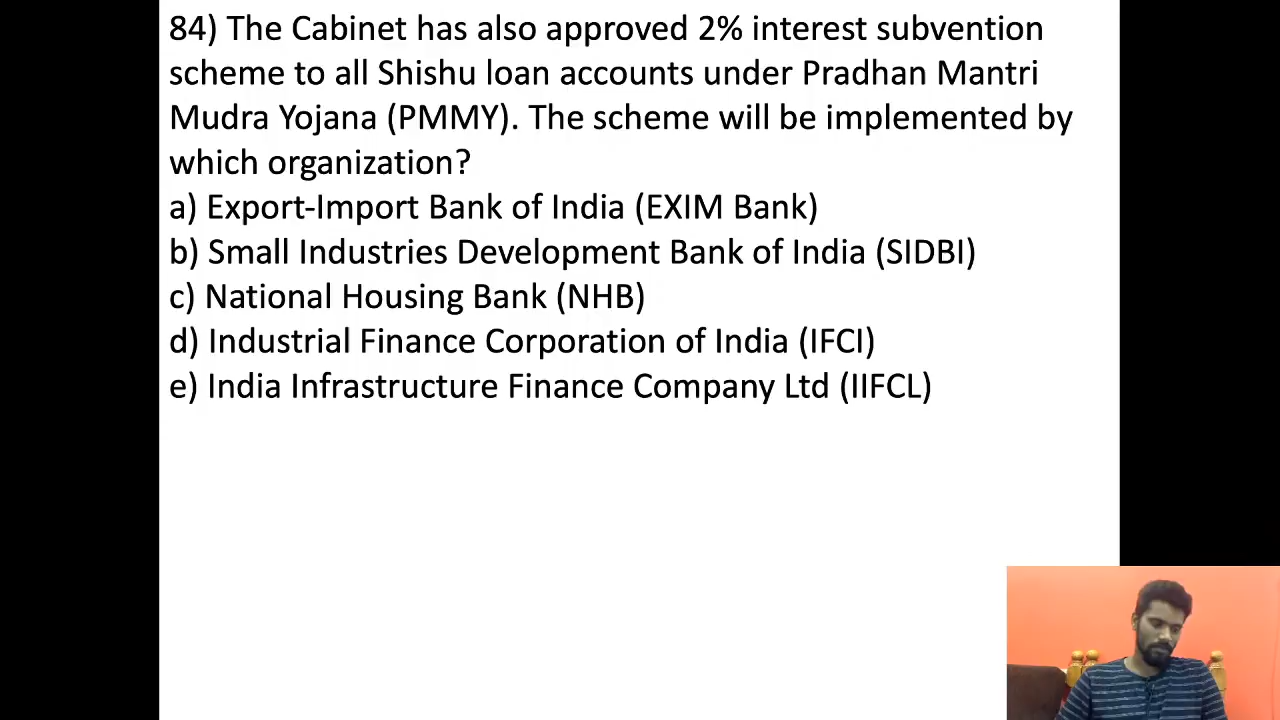 84) The Cabinet has also approved 2% interest subvention
scheme to all Shishu loan accounts under Pradhan Mantri
Mudra Yojana (PMMY). The scheme will be implemented by
which organization?
a) Export-Import Bank of India (EXIM Bank)
b) Small Industries Development Bank of India (SIDBI)
c) National Housing Bank (NHB)
d) Industrial Finance Corporation of India (IFCI)
e) India Infrastructure Finance Company Ltd (IIFCL)